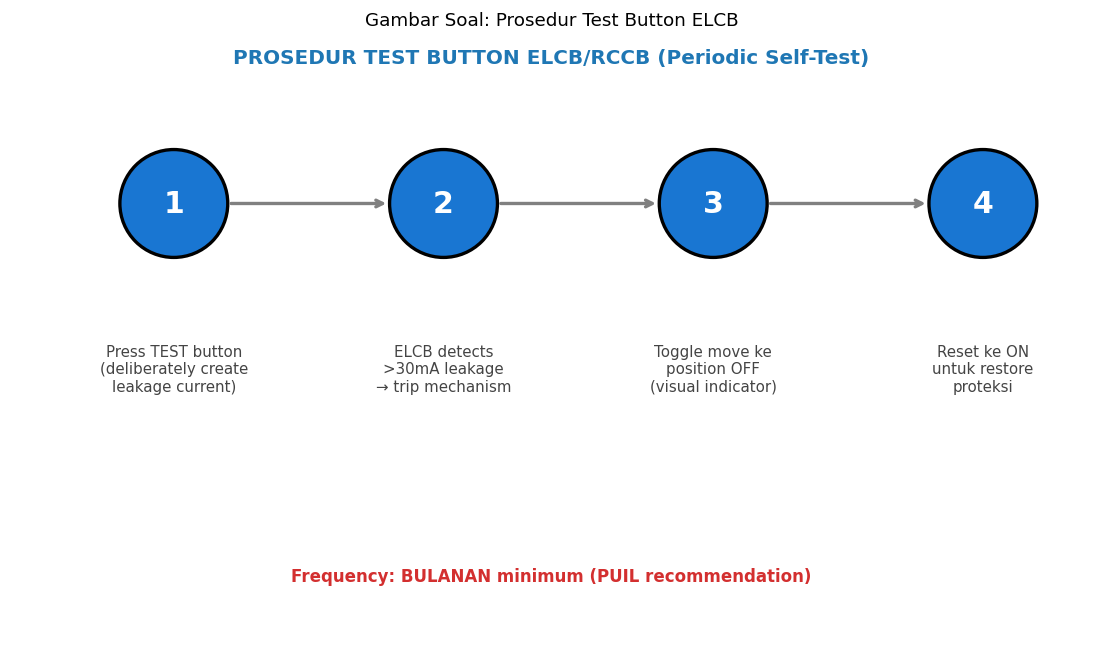 Gambar Soal: Prosedur Test Button ELCB
PROSEDUR TEST BUTTON ELCB/RCCB (Periodic Self-Test)
1
2
3
4
Press TEST button
(deliberately create
leakage current)
ELCB detects
>30mA leakage
→ trip mechanism
Toggle move ke
position OFF
(visual indicator)
Reset ke ON
untuk restore
proteksi
Frequency: BULANAN minimum (PUIL recommendation)